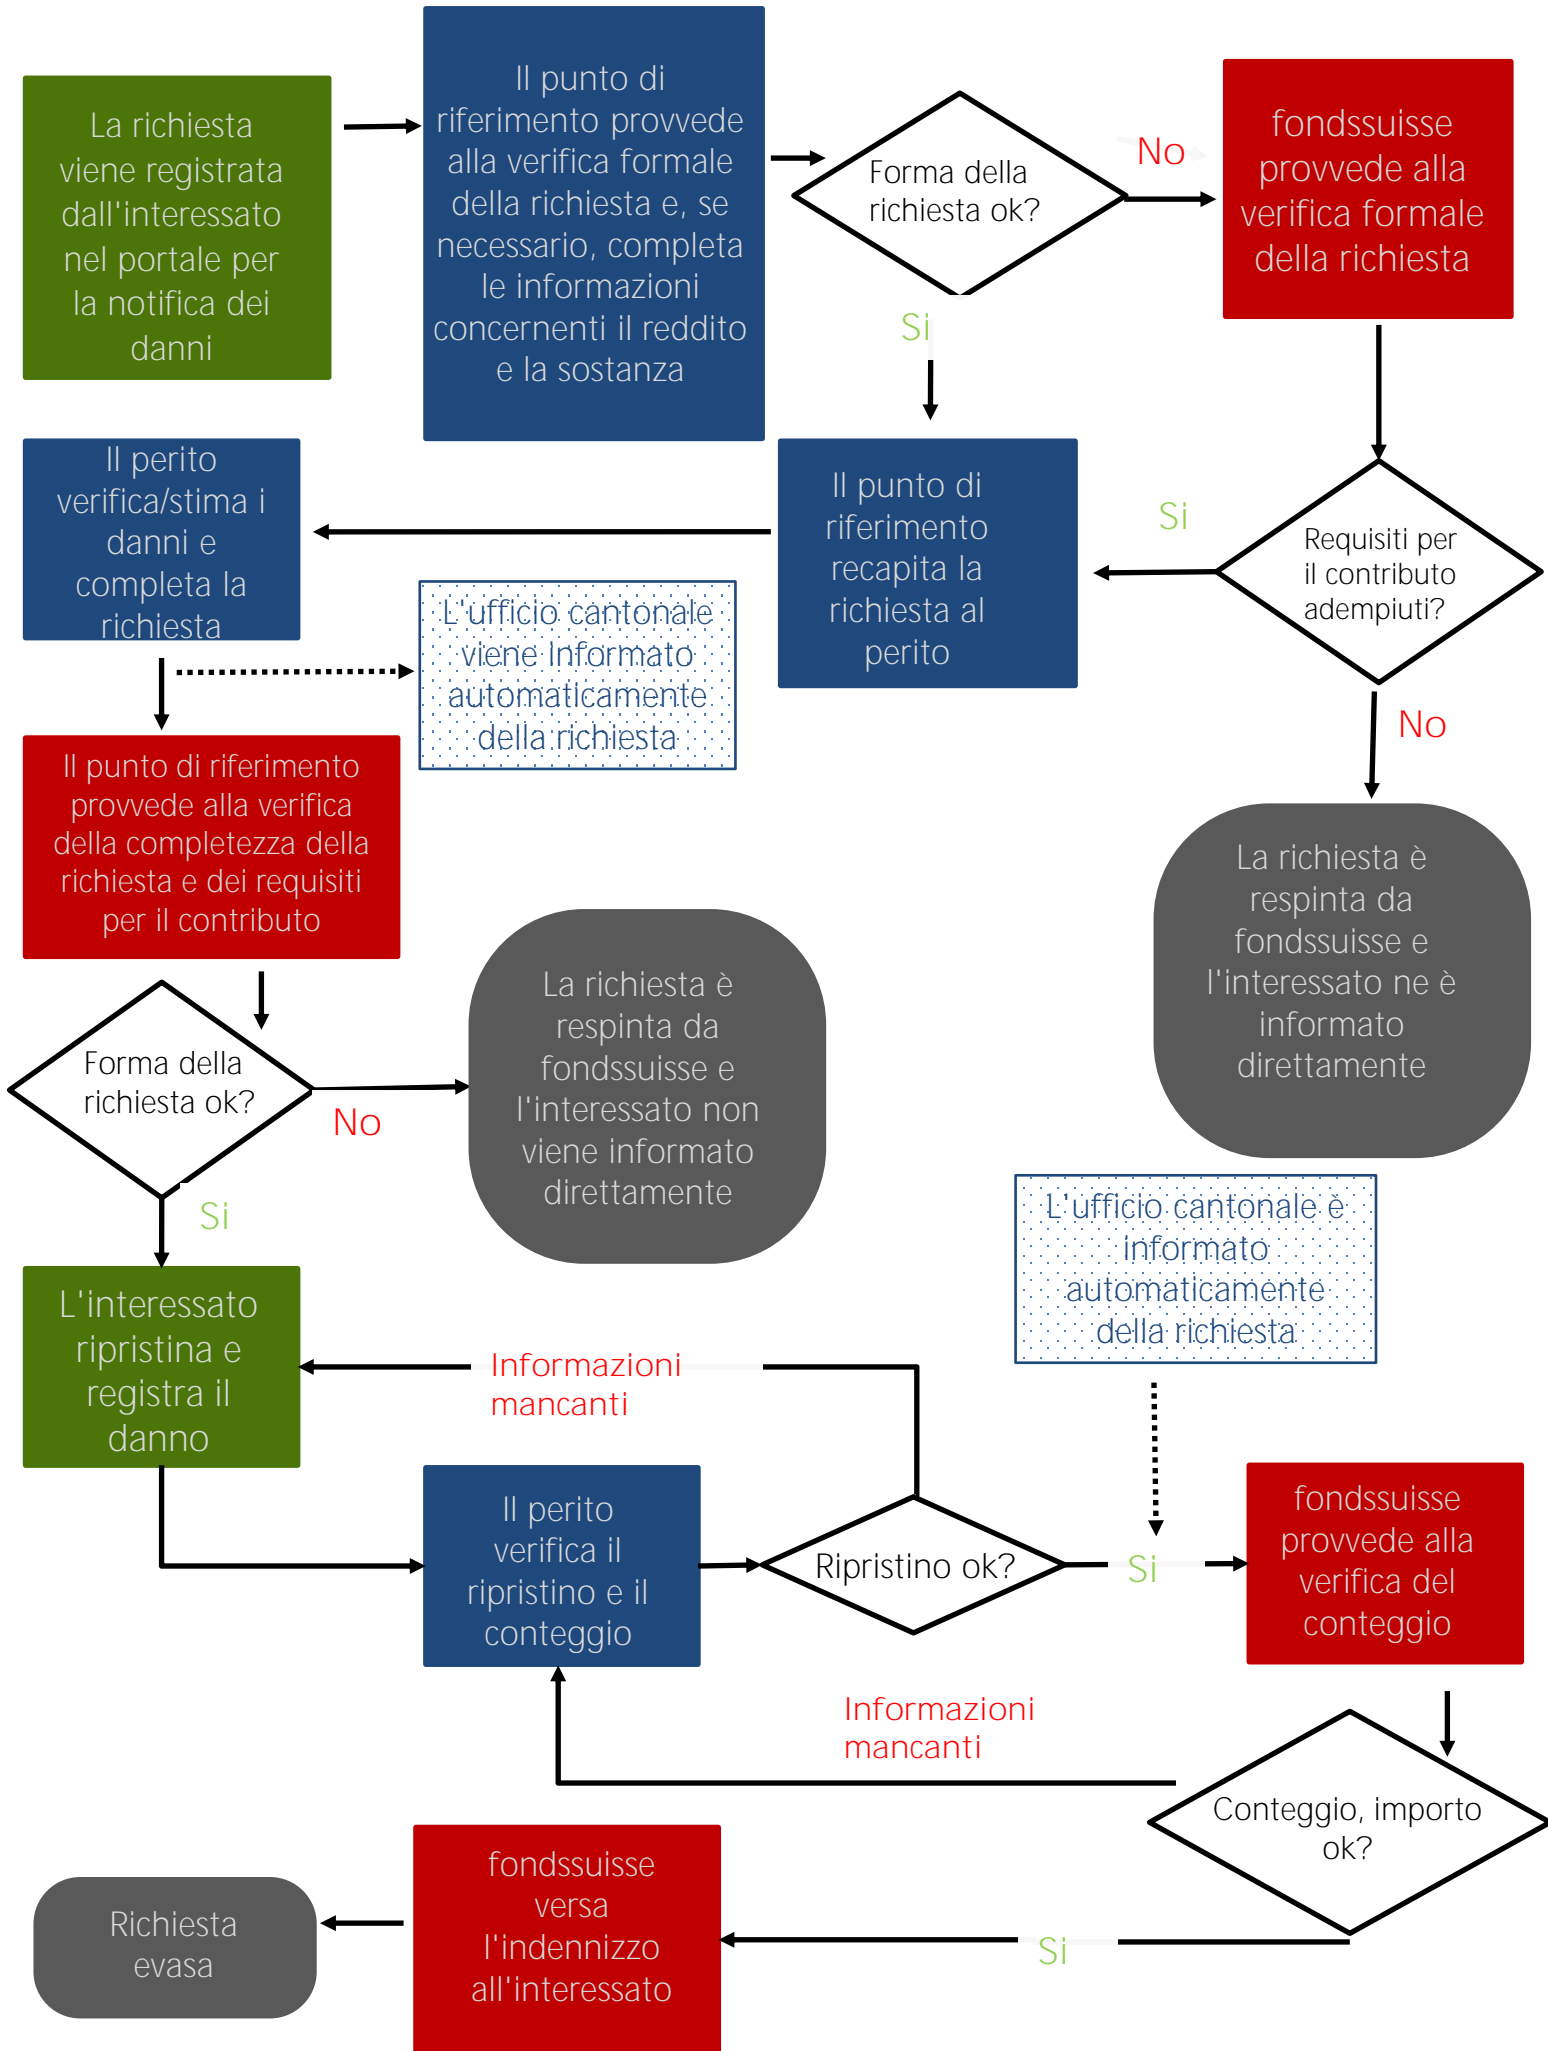 La richiesta
viene registrata
dall'interessato
nel portale per
la notifica dei
danni
Il punto di
riferimento provvede
alla verifica formale
della richiesta e, se
necessario, completa
le informazioni
concernenti il reddito
e la sostanza
Forma della
richiesta ok?
No
fondssuisse
provvede alla
verifica formale
della richiesta
Si
Il perito
verifica/stima i
danni e
completa la
richiesta
Il punto di
riferimento
recapita la
richiesta al
perito
Si
Requisiti per
il contributo
adempiuti?
L'ufficio cantonale
viene Informato
automaticamente
della richiesta
No
Il punto di riferimento
provvede alla verifica
della completezza della
richiesta e dei requisiti
per il contributo
La richiesta è
respinta da
fondssuisse e
l'interessato ne è
informato
direttamente
Forma della
richiesta ok?
No
La richiesta è
respinta da
fondssuisse e
l'interessato non
viene informato
direttamente
Si
L'ufficio cantonale è
informato
automaticamente
della richiesta
L'interessato
ripristina e
registra il
danno
Informazioni
mancanti
Il perito
verifica il
ripristino e il
conteggio
Ripristino ok?
Si
fondssuisse
provvede alla
verifica del
conteggio
Informazioni
mancanti
Conteggio, importo
ok?
Si
fondssuisse
versa
l'indennizzo
all'interessato
Richiesta
evasa